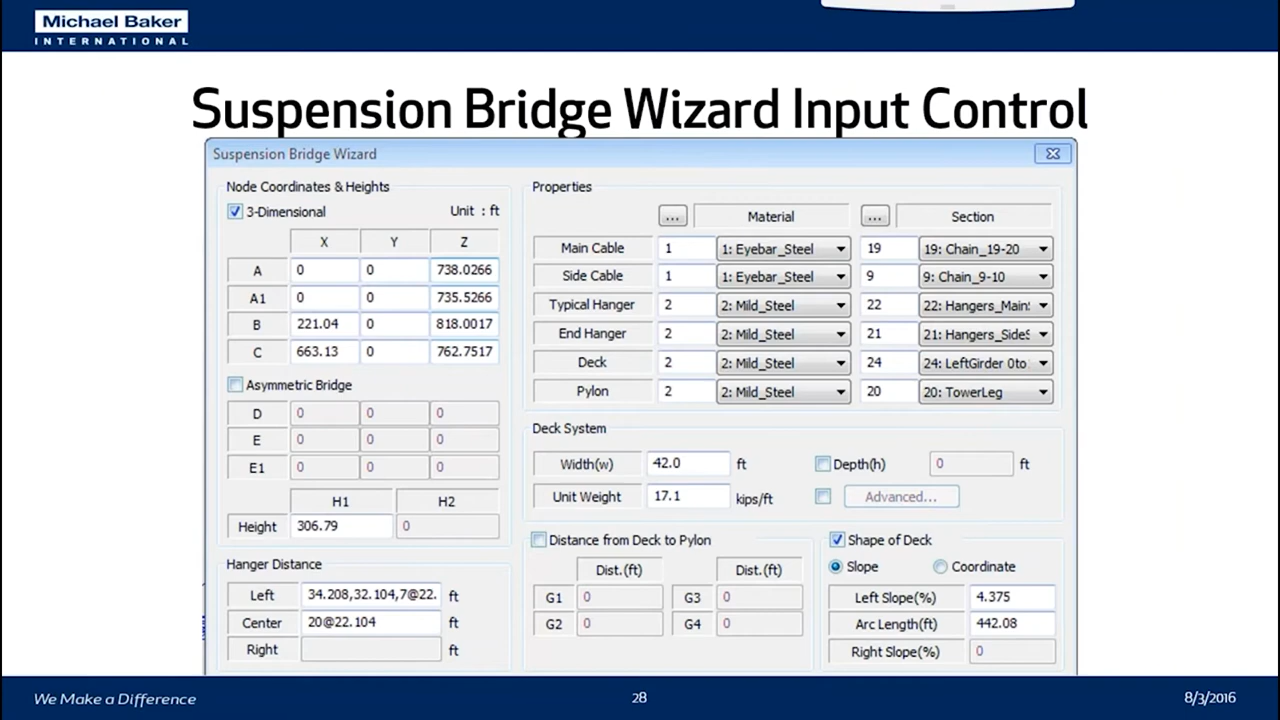 Michael Baker
INTERNATIONAL
Suspension Bridge Wizard Input Control
Suspension Bridge Wizard
Node Coordinates & Heights
3-Dimensional Unit : ft
X Y Z
A 0 0 738.0266
A1 0 0 735.5266
B 221.04 0 818.0017
C 663.13 0 762.7517
Asymmetric Bridge
D 0 0 0
E 0 0 0
E1 0 0 0
H1 H2
Height 306.79 0
Hanger Distance
Left 34.208,32.104,7@22. ft
Center 20@22.104 ft
Right ft
Properties
... Material ... Section
Main Cable 1 1: Eyebar_Steel 19 19: Chain_19-20
Side Cable 1 1: Eyebar_Steel 9 9: Chain_9-10
Typical Hanger 2 2: Mild_Steel 22 22: Hangers_Main
End Hanger 2 2: Mild_Steel 21 21: Hangers_Side
Deck 2 2: Mild_Steel 24 24: LeftGirder 0to
Pylon 2 2: Mild_Steel 20 20: TowerLeg
Deck System
Width(w) 42.0 ft Depth(h) 0 ft
Unit Weight 17.1 kips/ft Advanced...
Distance from Deck to Pylon
Dist.(ft) Dist.(ft)
G1 0 G3 0
G2 0 G4 0
Shape of Deck
Slope Coordinate
Left Slope(%) 4.375
Arc Length(ft) 442.08
Right Slope(%) 0
We Make a Difference
28
8/3/2016